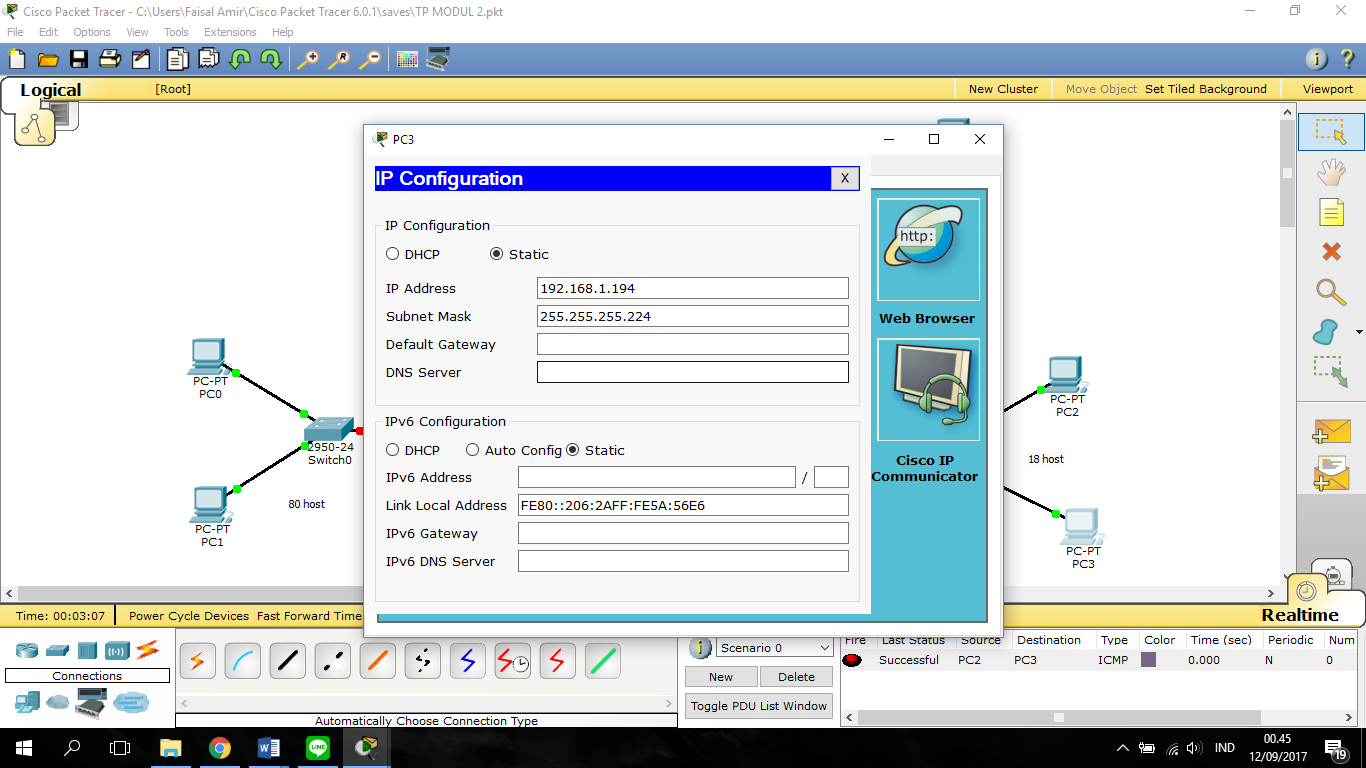 Cisco Packet Tracer - C:\Users\Faisal Amir\Cisco Packet Tracer 6.0.1\saves\TP MODUL 2.pkt
File Edit Options View Tools Extensions Help
Logical [Root] New Cluster Move Object Set Tiled Background Viewport
PC3
IP Configuration X
IP Configuration
DHCP Static
IP Address 192.168.1.194
Subnet Mask 255.255.255.224
Default Gateway
DNS Server
IPv6 Configuration
DHCP Auto Config Static
IPv6 Address /
Link Local Address FE80::206:2AFF:FE5A:56E6
IPv6 Gateway
IPv6 DNS Server
http:
Web Browser
Cisco IP
Communicator
PC-PT
PC0
2950-24
Switch0
80 host
PC-PT
PC1
PC-PT
PC2
18 host
PC-PT
PC3
Time: 00:03:07 Power Cycle Devices Fast Forward Time
Realtime
Connections
Automatically Choose Connection Type
Scenario 0
New Delete
Toggle PDU List Window
Fire Last Status Source Destination Type Color Time (sec) Periodic Num
Successful PC2 PC3 ICMP 0.000 N 0
LINE
IND
00.45
12/09/2017
19